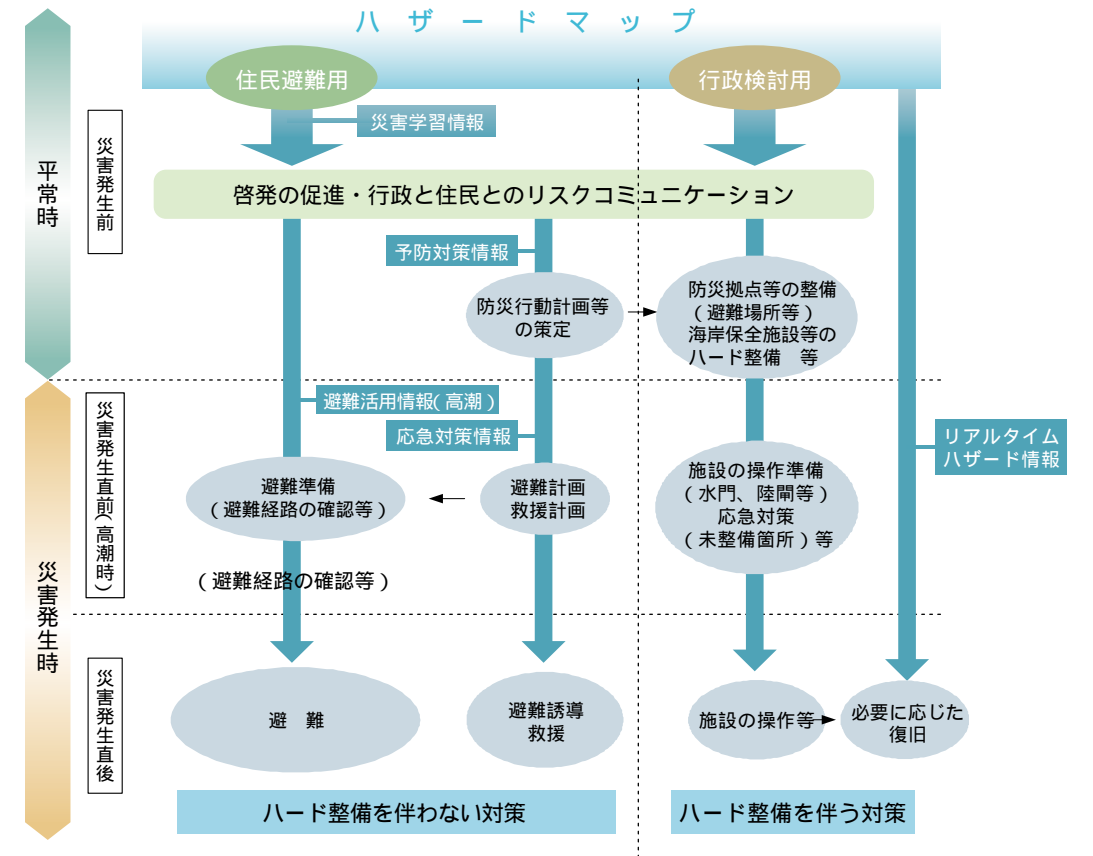 ハザードマップ
住民避難用
行政検討用
災害学習情報
平常時
災害発生前
啓発の促進・行政と住民とのリスクコミュニケーション
予防対策情報
防災行動計画等
の策定
防災拠点等の整備
(避難場所等)
海岸保全施設等の
ハード整備　等
災害発生時
災害発生直前(高潮時)
避難活用情報(高潮)
応急対策情報
リアルタイム
ハザード情報
避難準備
(避難経路の確認等)
避難計画
救援計画
施設の操作準備
(水門、陸閘等)
応急対策
(未整備箇所)等
(避難経路の確認等)
災害発生直後
避　難
避難誘導
救援
施設の操作等
必要に応じた
復旧
ハード整備を伴わない対策
ハード整備を伴う対策